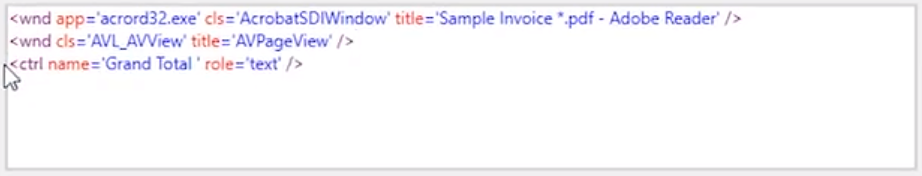 <wnd app='acrord32.exe' cls='AcrobatSDIWindow' title='Sample Invoice *.pdf - Adobe Reader' />
<wnd cls='AVL_AVView' title='AVPageView' />
<ctrl name='Grand Total ' role='text' />